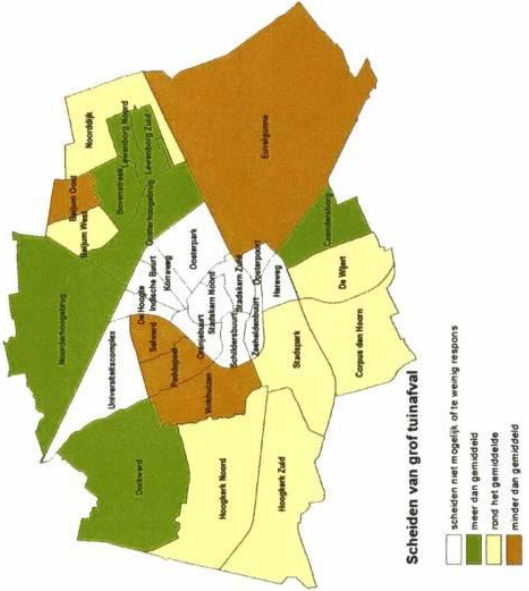 Noorderhoogebrug
Beijum West
Beijum Oost
Noorddijk
Bovenstreek
Lewenborg Noord
Lewenborg Zuid
Oosterhoogebrug
Universiteitscomplex
De Hoogte
Indische Buurt
Korreweg
Oosterpark
Selwerd
Paddepoel
Oranjebuurt
Stadskern Noord
Stadskern Zuid
Schildersbuurt
Zeeheldenbuurt
Oosterpoort
Hereweg
Vinkhuizen
Dorkwerd
Hoogkerk Noord
Hoogkerk Zuid
Stadspark
Corpus den Hoorn
De Wijert
Coendersborg
Euvelgunne
Scheiden van grof tuinafval
scheiden niet mogelijk of te weinig respons
meer dan gemiddeld
rond het gemiddelde
minder dan gemiddeld